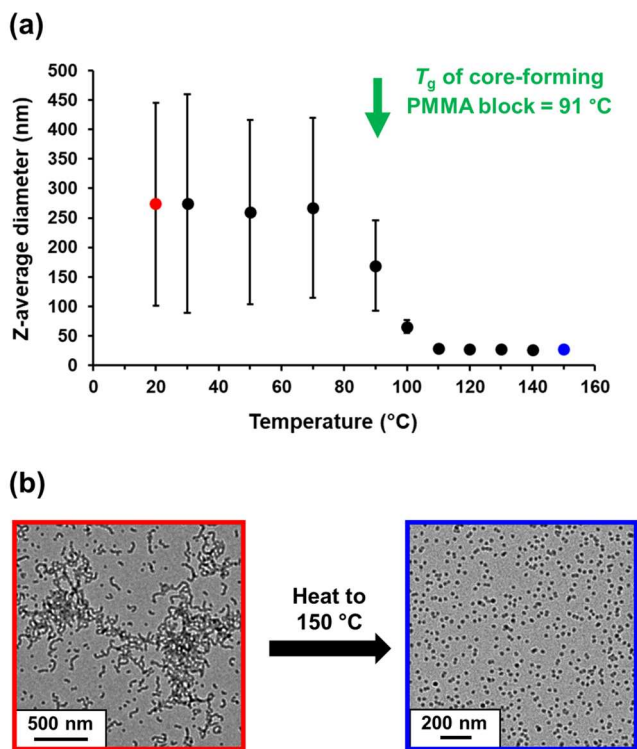 (a)
Z-average diameter (nm)
500
450
400
350
300
250
200
150
100
50
0
T_g of core-forming
PMMA block = 91 °C
0 20 40 60 80 100 120 140 160
Temperature (°C)
(b)
500 nm
Heat to
150 °C
200 nm